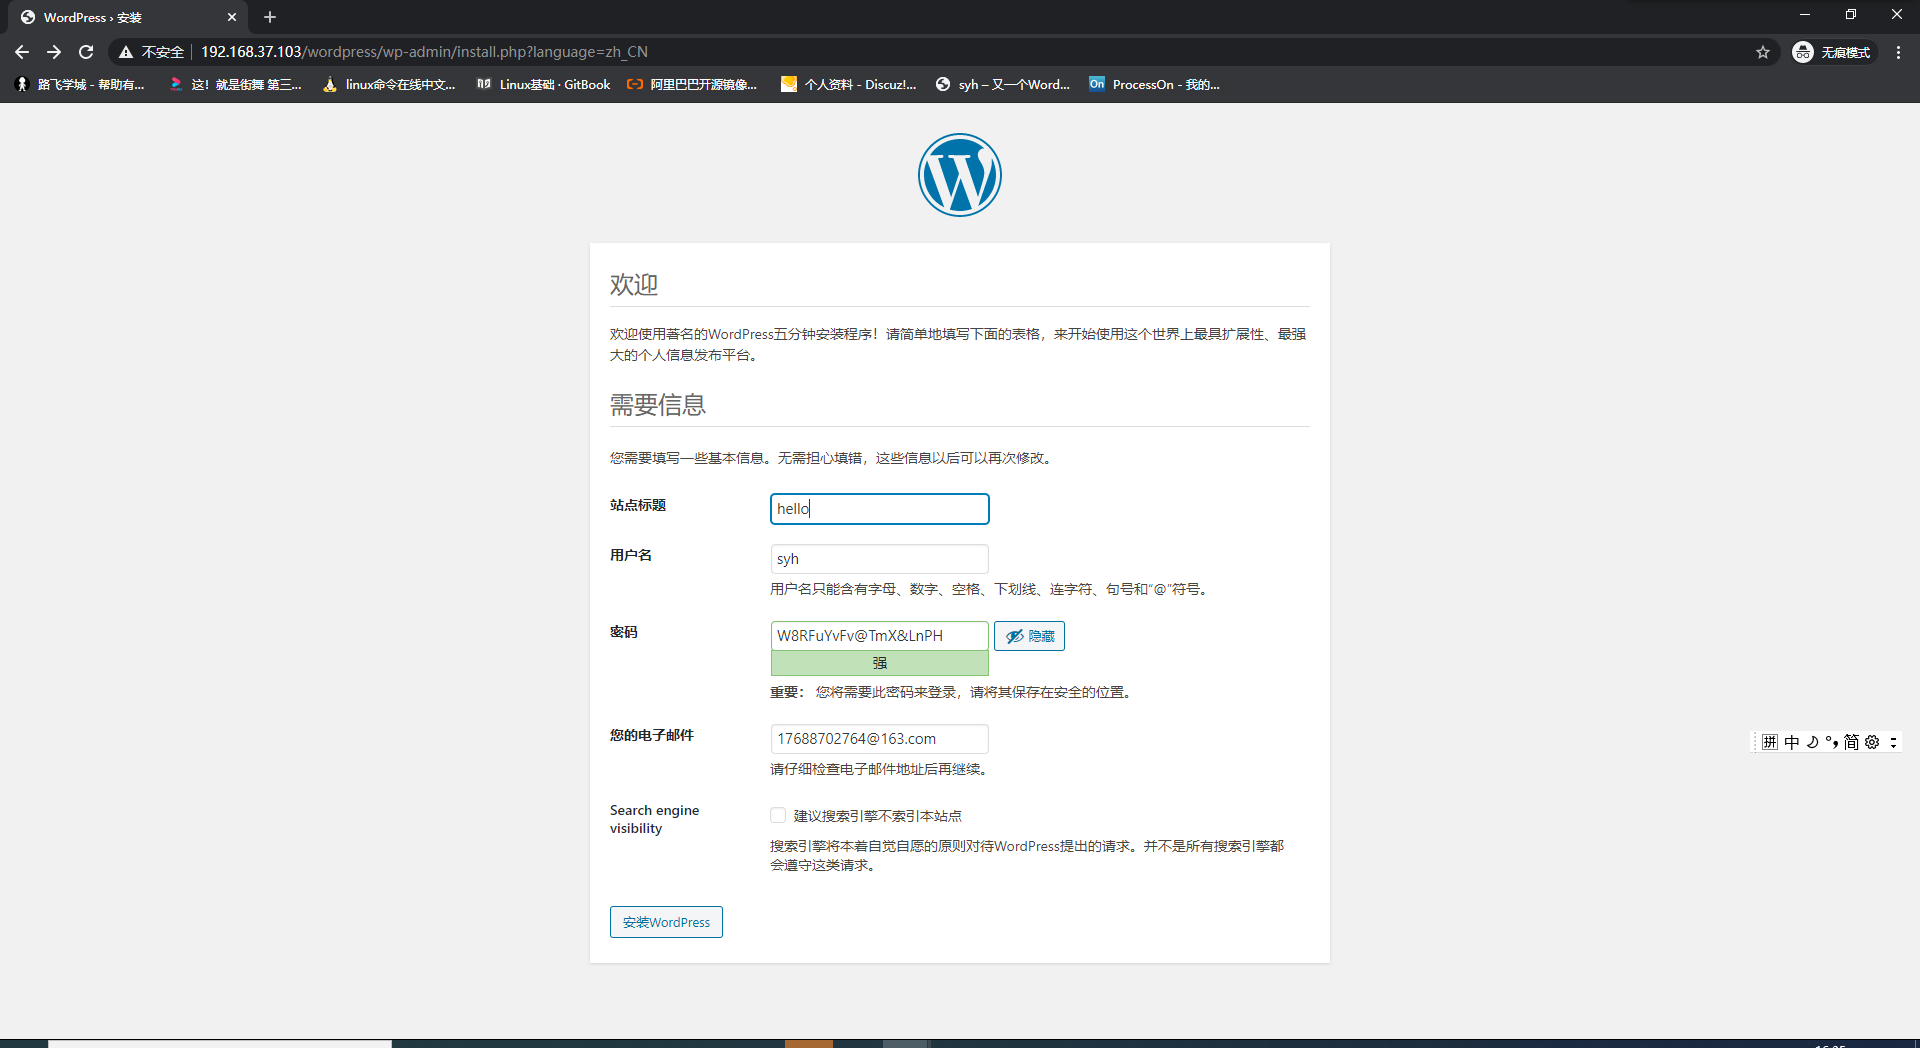 WordPress › 安装
不安全 192.168.37.103/wordpress/wp-admin/install.php?language=zh_CN
无痕模式
路飞学城 - 帮助有...
这！就是街舞 第三...
linux命令在线中文...
Linux基础 · GitBook
阿里巴巴开源镜像...
个人资料 - Discuz!...
syh – 又一个Word...
On ProcessOn - 我的...
欢迎
欢迎使用著名的WordPress五分钟安装程序！请简单地填写下面的表格，来开始使用这个世界上最具扩展性、最强
大的个人信息发布平台。
需要信息
您需要填写一些基本信息。无需担心填错，这些信息以后可以再次修改。
站点标题
hello
用户名
syh
用户名只能含有字母、数字、空格、下划线、连字符、句号和“@”符号。
密码
W8RFuYvFv@TmX&LnPH
隐藏
强
重要： 您将需要此密码来登录，请将其保存在安全的位置。
您的电子邮件
17688702764@163.com
请仔细检查电子邮件地址后再继续。
Search engine
visibility
建议搜索引擎不索引本站点
搜索引擎将本着自觉自愿的原则对待WordPress提出的请求。并不是所有搜索引擎都
会遵守这类请求。
安装WordPress
拼 中 简